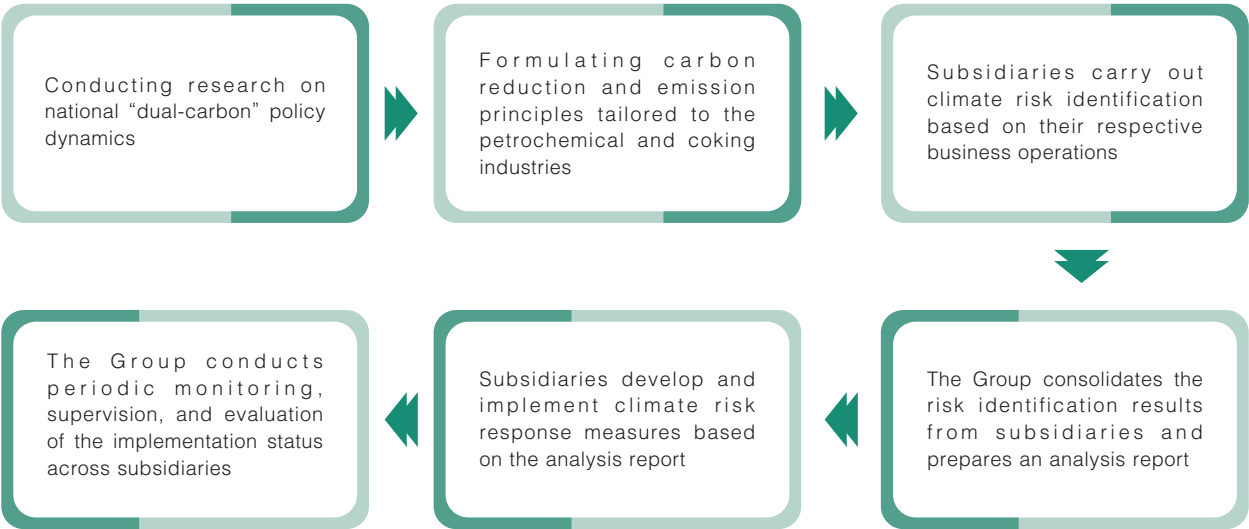 Conducting research on
national “dual-carbon” policy
dynamics
Formulating carbon
reduction and emission
principles tailored to the
petrochemical and coking
industries
Subsidiaries carry out
climate risk identification
based on their respective
business operations
The Group consolidates the
risk identification results
from subsidiaries and
prepares an analysis report
Subsidiaries develop and
implement climate risk
response measures based
on the analysis report
The Group conducts
periodic monitoring,
supervision, and evaluation
of the implementation status
across subsidiaries